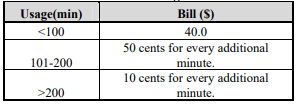 Usage(min) Bill ($)
<100 40.0
50 cents for every additional
101-200 minute.
10 cents for every additional
>200 minute.